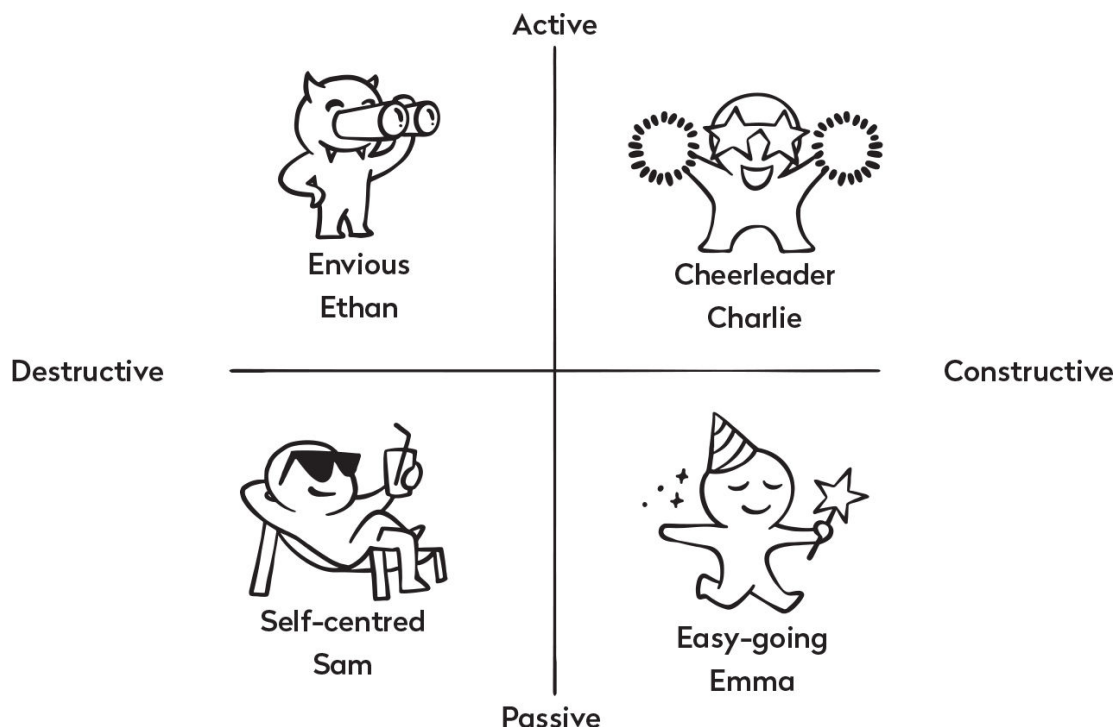 Active
Envious
Ethan
Cheerleader
Charlie
Destructive
Constructive
Self-centred
Sam
Easy-going
Emma
Passive